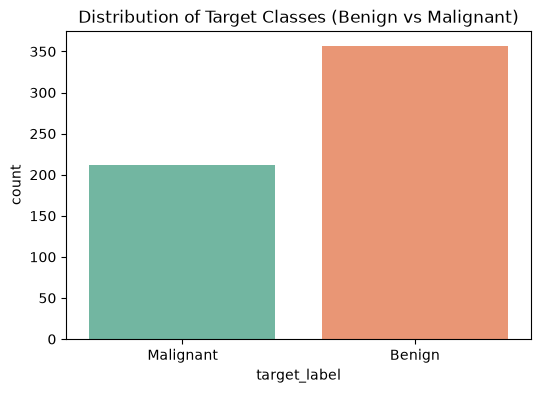 Distribution of Target Classes (Benign vs Malignant)
350
300
250
200
150
100
50
0
count
Malignant Benign
target_label